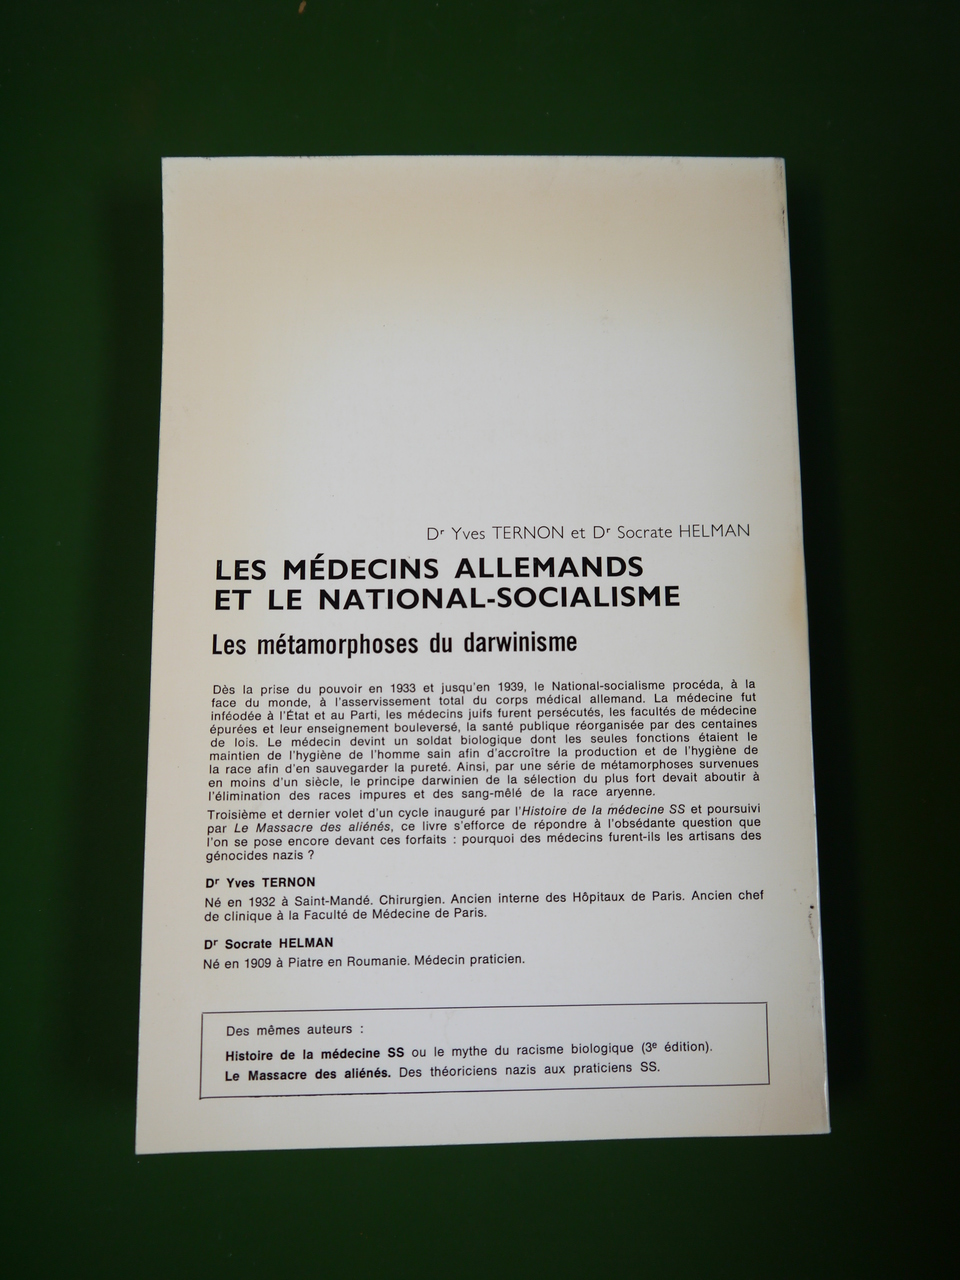 Dr Yves TERNON et Dr Socrate HELMAN
LES MÉDECINS ALLEMANDS
ET LE NATIONAL-SOCIALISME
Les métamorphoses du darwinisme
Dès la prise du pouvoir en 1933 et jusqu'en 1939, le National-socialisme procéda, à la
face du monde, à l'asservissement total du corps médical allemand. La médecine fut
inféodée à l'État et au Parti, les médecins juifs furent persécutés, les facultés de médecine
épurées et leur enseignement bouleversé, la santé publique réorganisée par des centaines
de lois. Le médecin devint un soldat biologique dont les seules fonctions étaient le
maintien de l'hygiène de l'homme sain afin d'accroître la production et de l'hygiène de
la race afin d'en sauvegarder la pureté. Ainsi, par une série de métamorphoses survenues
en moins d'un siècle, le principe darwinien de la sélection du plus fort devait aboutir à
l'élimination des races impures et des sang-mêlé de la race aryenne.
Troisième et dernier volet d'un cycle inauguré par l'Histoire de la médecine SS et poursuivi
par Le Massacre des aliénés, ce livre s'efforce de répondre à l'obsédante question que
l'on se pose encore devant ces forfaits : pourquoi des médecins furent-ils les artisans des
génocides nazis ?
Dr Yves TERNON
Né en 1932 à Saint-Mandé. Chirurgien. Ancien interne des Hôpitaux de Paris. Ancien chef
de clinique à la Faculté de Médecine de Paris.
Dr Socrate HELMAN
Né en 1909 à Piatre en Roumanie. Médecin praticien.
Des mêmes auteurs :
Histoire de la médecine SS ou le mythe du racisme biologique (3e édition).
Le Massacre des aliénés. Des théoriciens nazis aux praticiens SS.